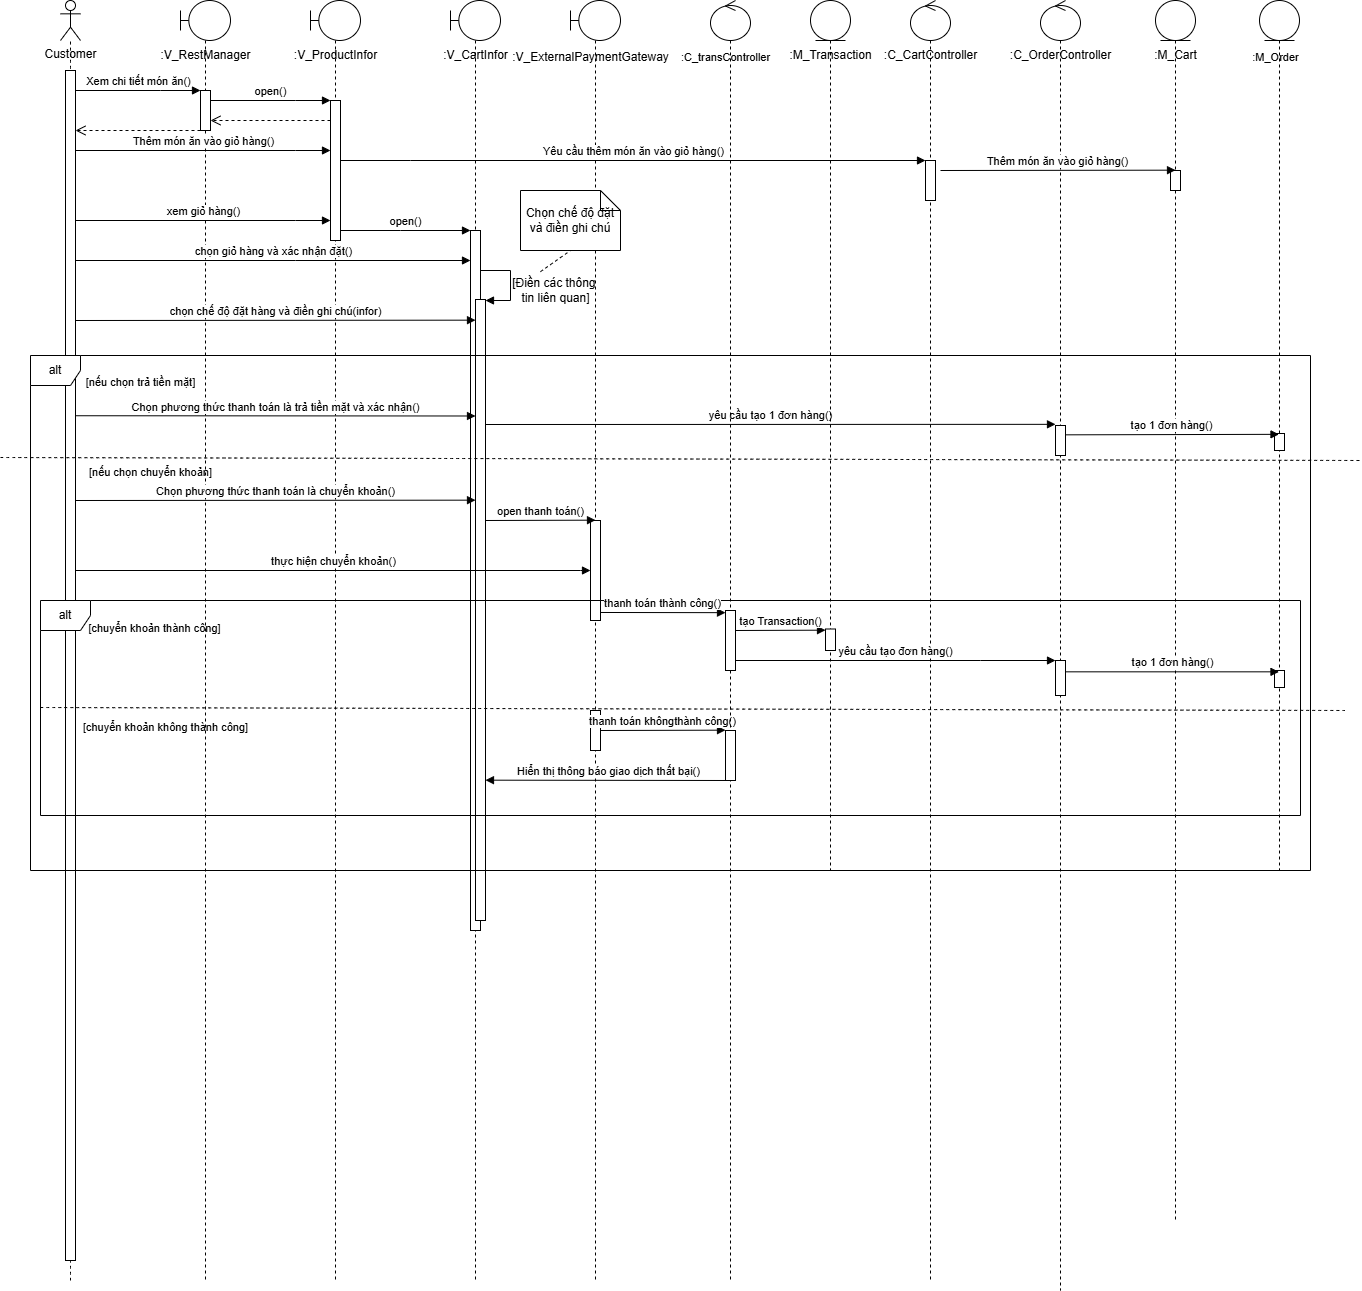 Customer
:V_RestManager
:V_ProductInfor
:V_CartInfor
:V_ExternalPaymentGateway
:C_transController
:M_Transaction
:C_CartController
:C_OrderController
:M_Cart
:M_Order
Xem chi tiết món ăn()
open()
Thêm món ăn vào giỏ hàng()
Yêu cầu thêm món ăn vào giỏ hàng()
Thêm món ăn vào giỏ hàng()
Chọn chế độ đặt
và điền ghi chú
xem giỏ hàng()
open()
chọn giỏ hàng và xác nhận đặt()
[Điền các thông
tin liên quan]
chọn chế độ đặt hàng và điền ghi chú(infor)
alt
[nếu chọn trả tiền mặt]
Chọn phương thức thanh toán là trả tiền mặt và xác nhận()
yêu cầu tạo 1 đơn hàng()
tạo 1 đơn hàng()
[nếu chọn chuyển khoản]
Chọn phương thức thanh toán là chuyển khoản()
open thanh toán()
thực hiện chuyển khoản()
alt
thanh toán thành công()
[chuyển khoản thành công]
tạo Transaction()
yêu cầu tạo đơn hàng()
tạo 1 đơn hàng()
[chuyển khoản không thành công]
thanh toán khôngthành công()
Hiển thị thông báo giao dịch thất bại()